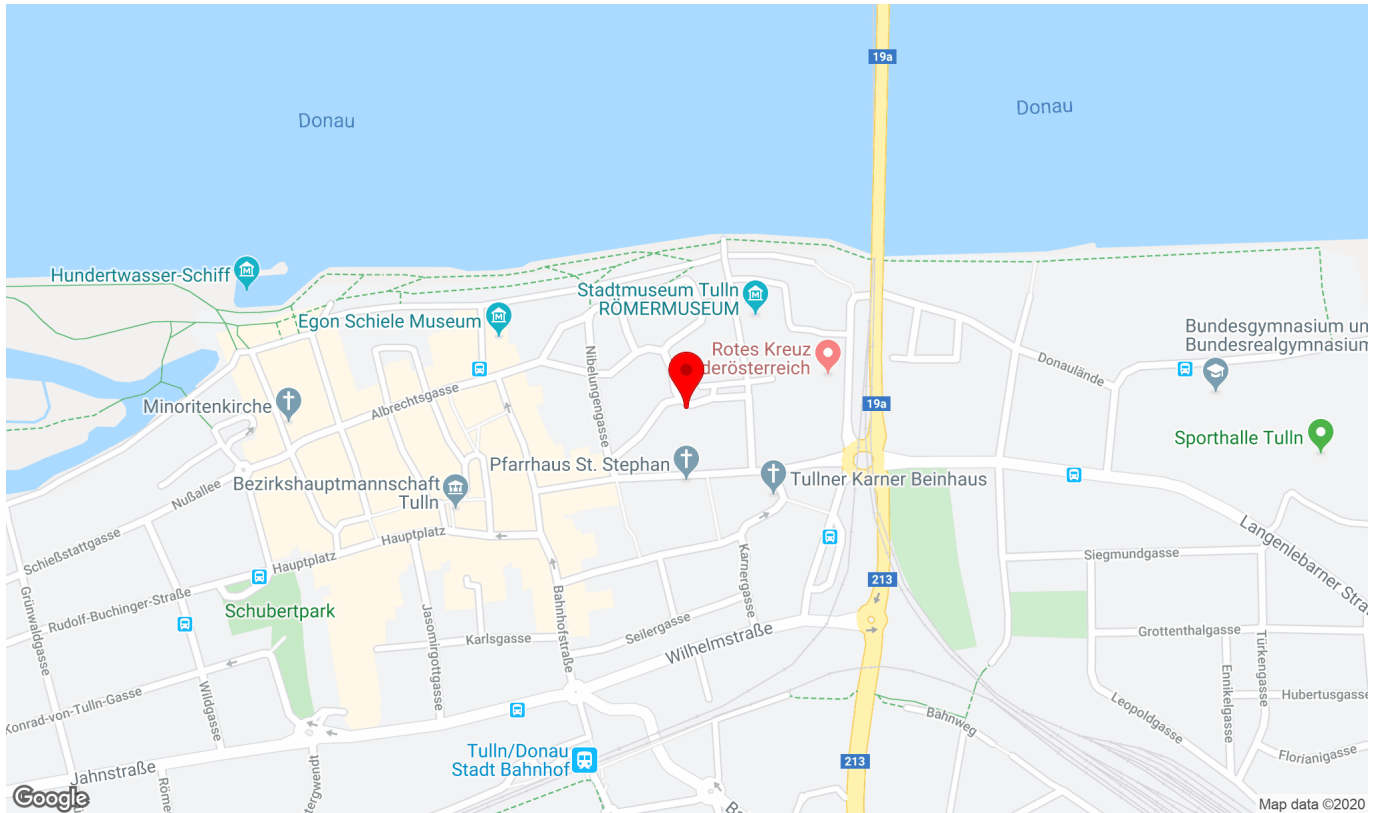 19a
Donau
Donau
Hundertwasser-Schiff
Stadtmuseum Tulln
RÖMERMUSEUM
Egon Schiele Museum
Bundesgymnasium un
Bundesrealgymnasium
Rotes Kreuz
derösterreich
Nibelungengasse
Donaulände
Albrechtsgasse
Minoritenkirche
19a
Sporthalle Tulln
Pfarrhaus St. Stephan
Tullner Karner Beinhaus
Bezirkshauptmannschaft
Tulln
Nußallee
Hauptplatz
Schießstattgasse
Hauptplatz
Langenlebarner Stra
Siegmundgasse
Karnergasse
213
Grünwaldgasse
Rudolf-Buchinger-Straße
Schubertpark
Jasomirgottgasse
Bahnhofstraße
Karlsgasse
Seilergasse
Wilhelmstraße
Grottenthalgasse
Türkengasse
Ennikelgasse
Hubertusgasse
Leopoldgasse
Konrad-von-Tulln-Gasse
Wildgasse
Bahnweg
Florianigasse
Tulln/Donau
Stadt Bahnhof
213
Jahnstraße
Röme
tergwendt
Ba
Google
Map data ©2020